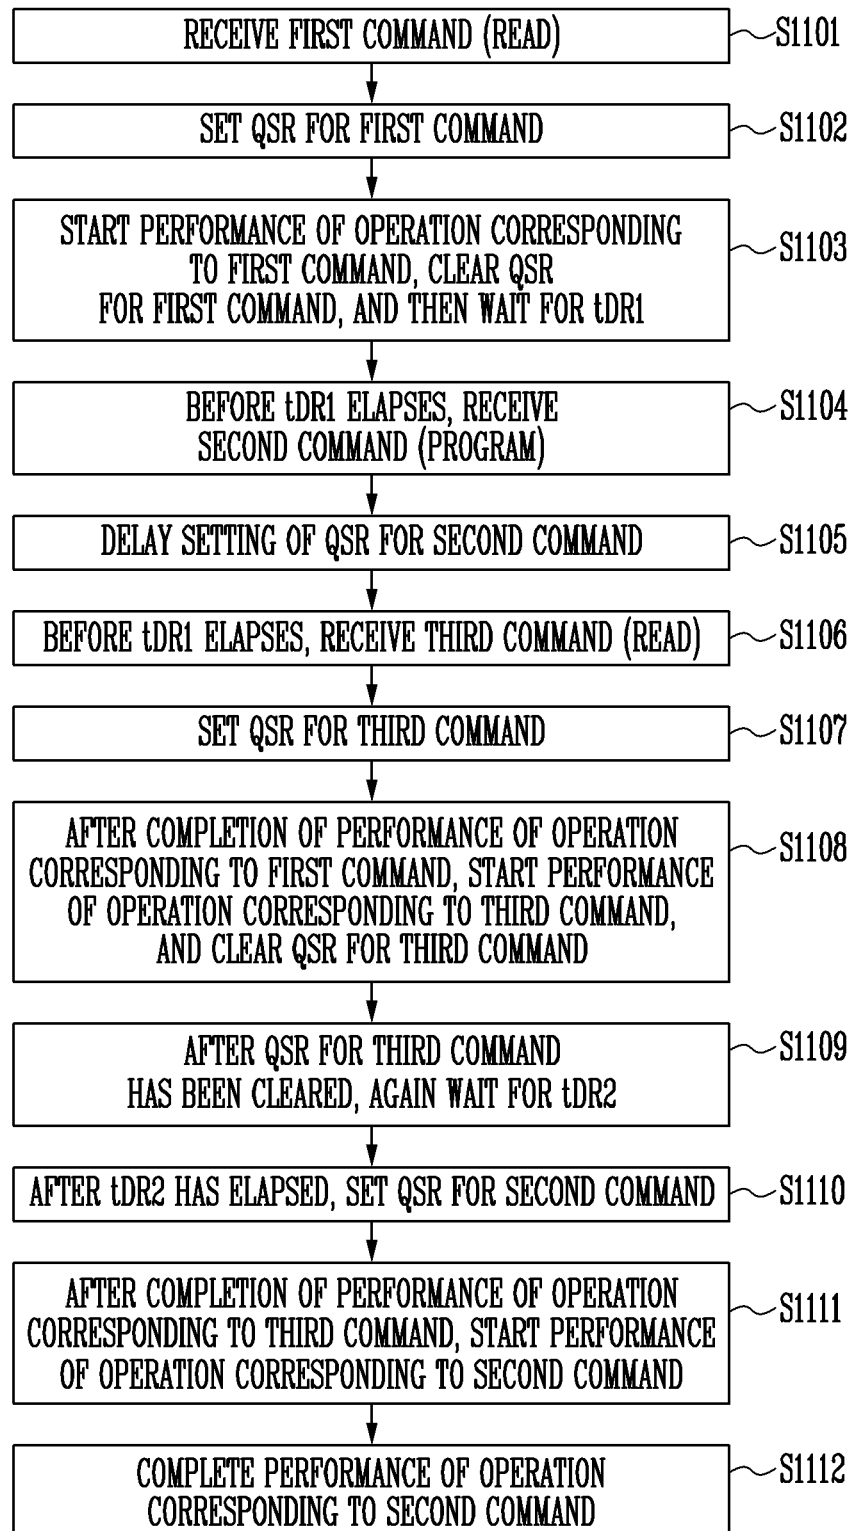 RECEIVE FIRST COMMAND (READ)
S1101
SET QSR FOR FIRST COMMAND
S1102
START PERFORMANCE OF OPERATION CORRESPONDING
TO FIRST COMMAND, CLEAR QSR
FOR FIRST COMMAND, AND THEN WAIT FOR tDR1
S1103
BEFORE tDR1 ELAPSES, RECEIVE
SECOND COMMAND (PROGRAM)
S1104
DELAY SETTING OF QSR FOR SECOND COMMAND
S1105
BEFORE tDR1 ELAPSES, RECEIVE THIRD COMMAND (READ)
S1106
SET QSR FOR THIRD COMMAND
S1107
AFTER COMPLETION OF PERFORMANCE OF OPERATION
CORRESPONDING TO FIRST COMMAND, START PERFORMANCE
OF OPERATION CORRESPONDING TO THIRD COMMAND,
AND CLEAR QSR FOR THIRD COMMAND
S1108
AFTER QSR FOR THIRD COMMAND
HAS BEEN CLEARED, AGAIN WAIT FOR tDR2
S1109
AFTER tDR2 HAS ELAPSED, SET QSR FOR SECOND COMMAND
S1110
AFTER COMPLETION OF PERFORMANCE OF OPERATION
CORRESPONDING TO THIRD COMMAND, START PERFORMANCE
OF OPERATION CORRESPONDING TO SECOND COMMAND
S1111
COMPLETE PERFORMANCE OF OPERATION
CORRESPONDING TO SECOND COMMAND
S1112